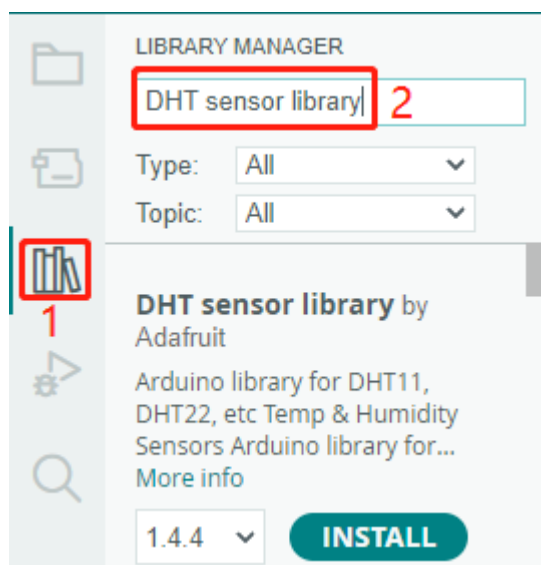 LIBRARY MANAGER
DHT sensor library 2
Type: All
Topic: All
1
DHT sensor library by
Adafruit
Arduino library for DHT11,
DHT22, etc Temp & Humidity
Sensors Arduino library for...
More info
1.4.4 INSTALL